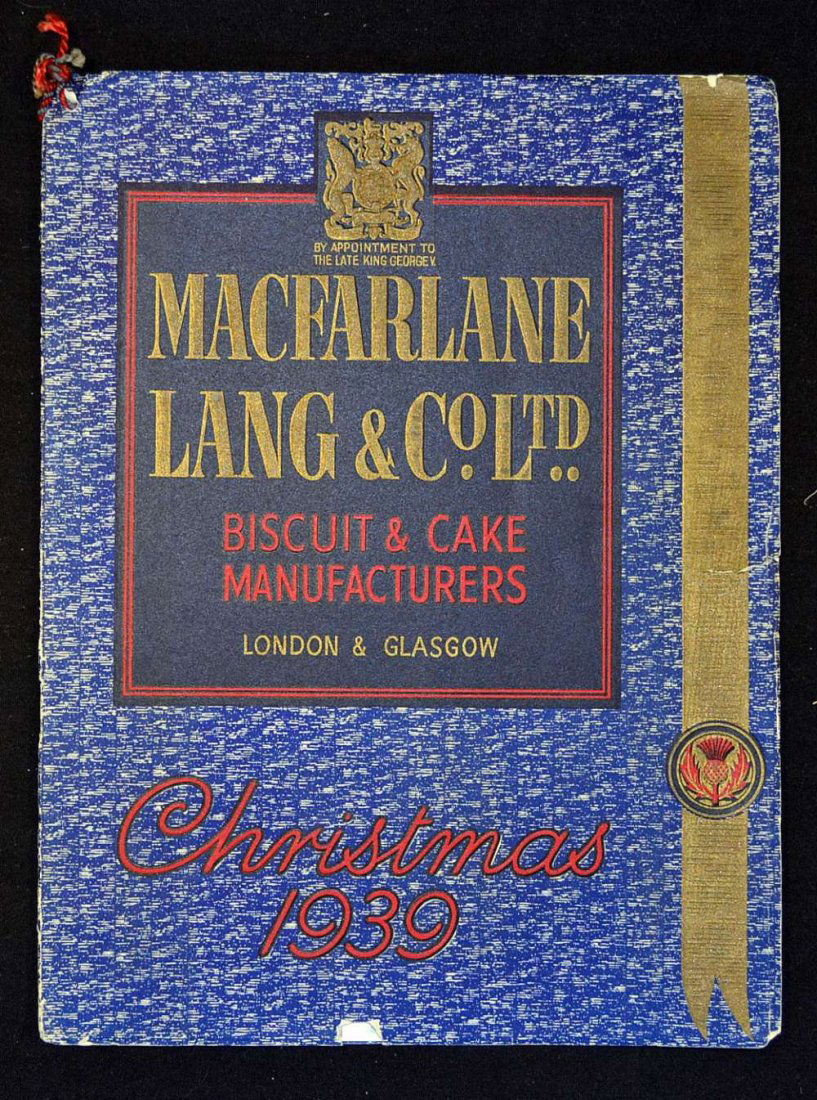 BY APPOINTMENT TO
THE LATE KING GEORGE V.
MACFARLANE
LANG & CO. LTD..
BISCUIT & CAKE
MANUFACTURERS
LONDON & GLASGOW
Christmas
1939